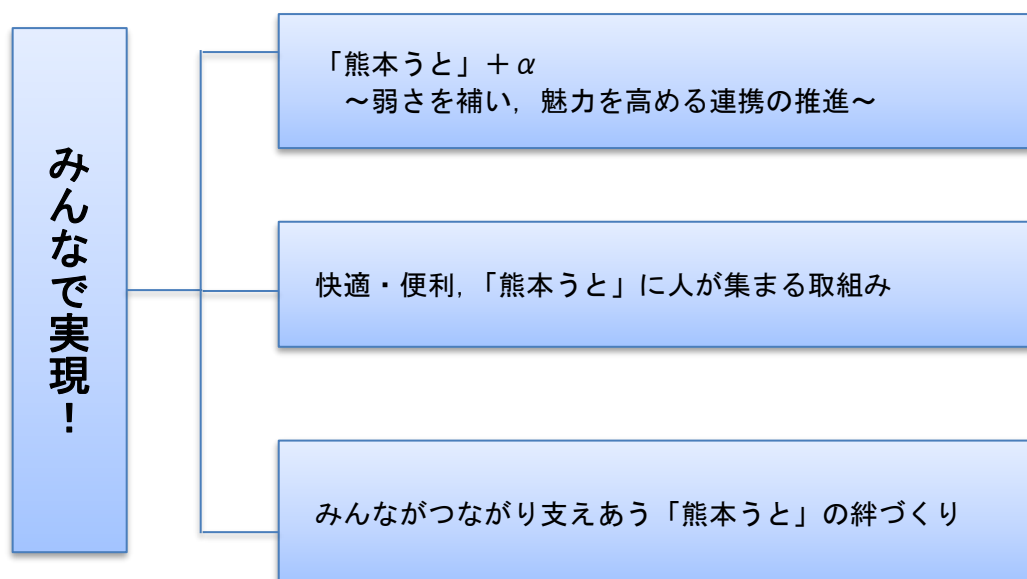 みんなで実現！
「熊本うと」＋α
～弱さを補い，魅力を高める連携の推進～
快適・便利，「熊本うと」に人が集まる取組み
みんながつながり支えあう「熊本うと」の絆づくり